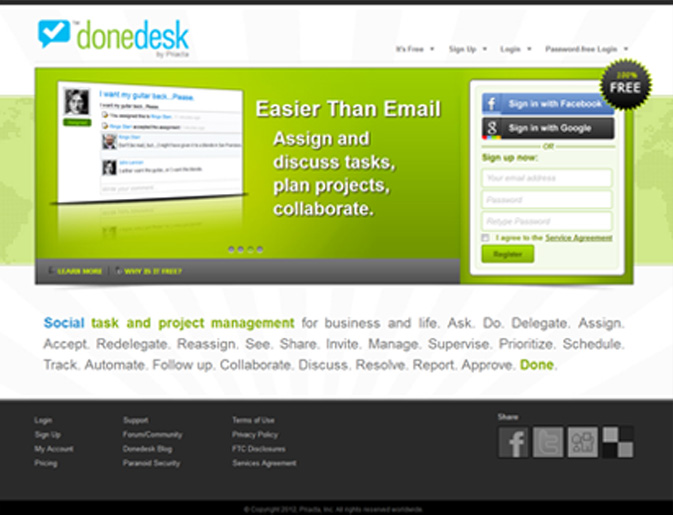 TM
donedesk
by Piracta
It's Free
Sign Up
Login
Password-free Login
100%
FREE
I want my guitar back...Please.
I want my guitar back...Please.
Easier Than Email
Assign and
discuss tasks,
plan projects,
collaborate.
Write your comment
Sign in with Facebook
Sign in with Google
OR
Sign up now:
Your email address
Password
Retype Password
I agree to the Service Agreement
Register
LEARN MORE
WHY IS IT FREE?
Social task and project management for business and life. Ask. Do. Delegate. Assign.
Accept. Redelegate. Reassign. See. Share. Invite. Manage. Supervise. Prioritize. Schedule.
Track. Automate. Follow up. Collaborate. Discuss. Resolve. Report. Approve. Done.
Login
Sign Up
My Account
Pricing
Support
Forum/Community
Donedesk Blog
Paranoid Security
Terms of Use
Privacy Policy
FTC Disclosures
Services Agreement
Share
© Copyright 2012, Piracta, Inc. All rights reserved worldwide.